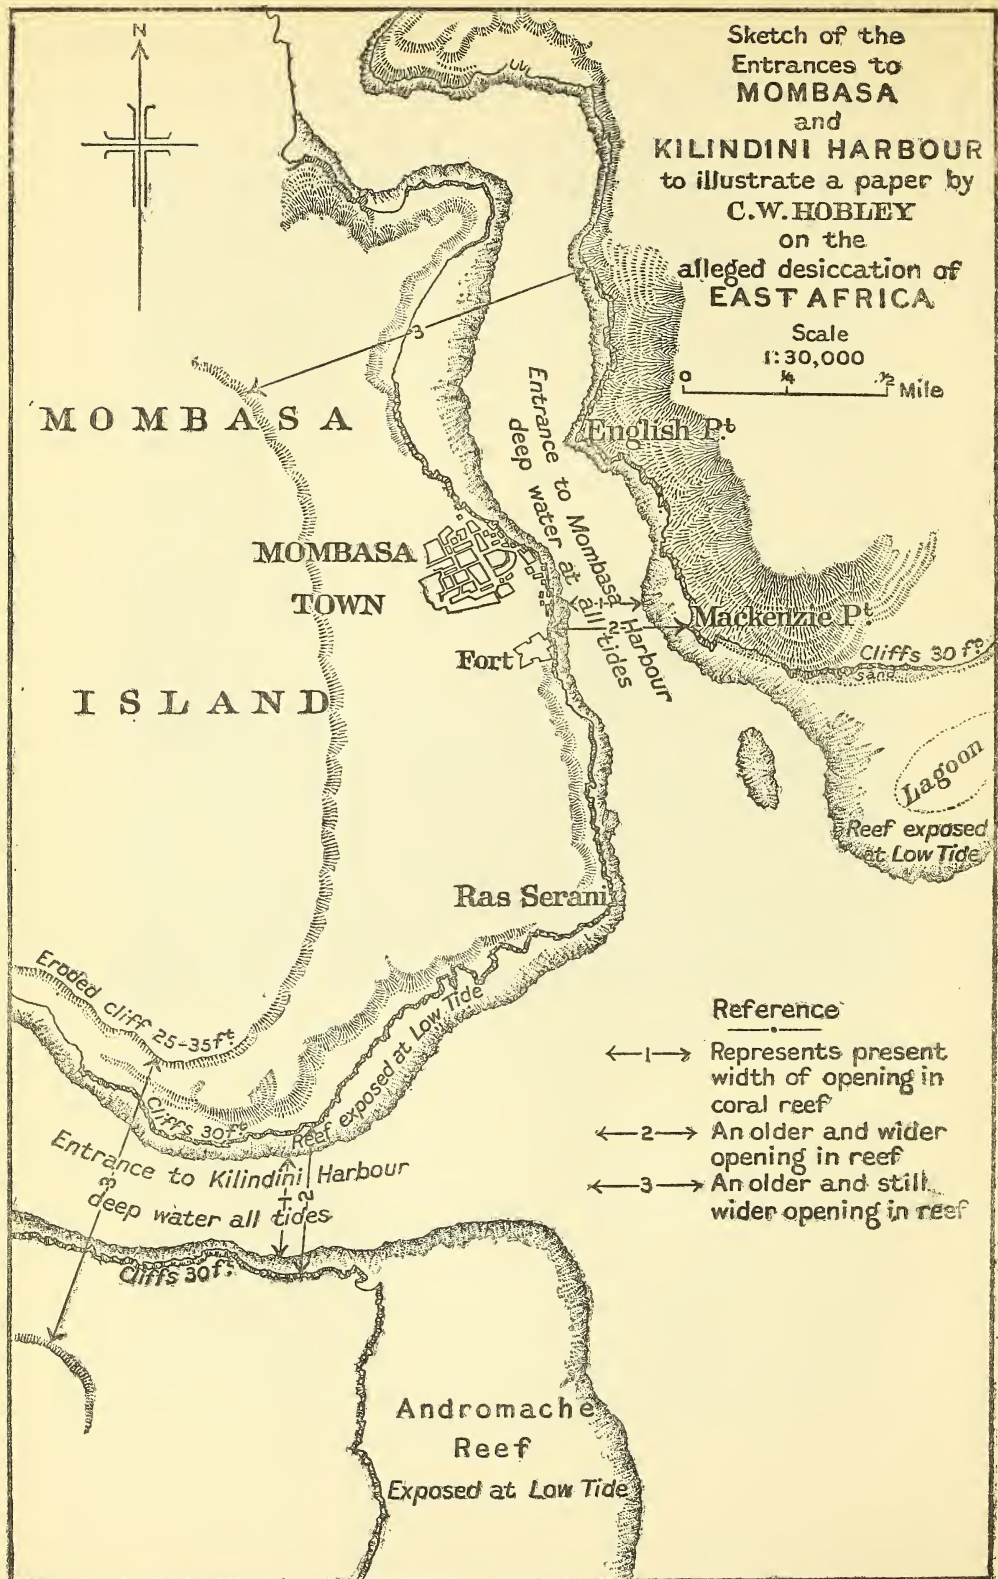 N
Sketch of the
Entrances to
MOMBASA
and
KILINDINI HARBOUR
to illustrate a paper by
C.W. HOBLEY
on the
alleged desiccation of
EAST AFRICA
Scale
1:30,000
0 ¼ ½ Mile
3
MOMBASA
English Pt.
Entrance to Mombasa Harbour
deep water at all tides
MOMBASA
TOWN
1
2
Mackenzie Pt.
Fort
Cliffs 30 ft.
sand
ISLAND
Lagoon
Reef exposed
at Low Tide
Ras Serani
Eroded cliff 25-35ft.
Reef exposed at Low Tide
Cliffs 30ft.
Reference
1 Represents present
width of opening in
coral reef
2 An older and wider
opening in reef
3 An older and still
wider opening in reef
Entrance to Kilindini Harbour
deep water all tides
3
1
2
Cliffs 30ft.
Andromache
Reef
Exposed at Low Tide